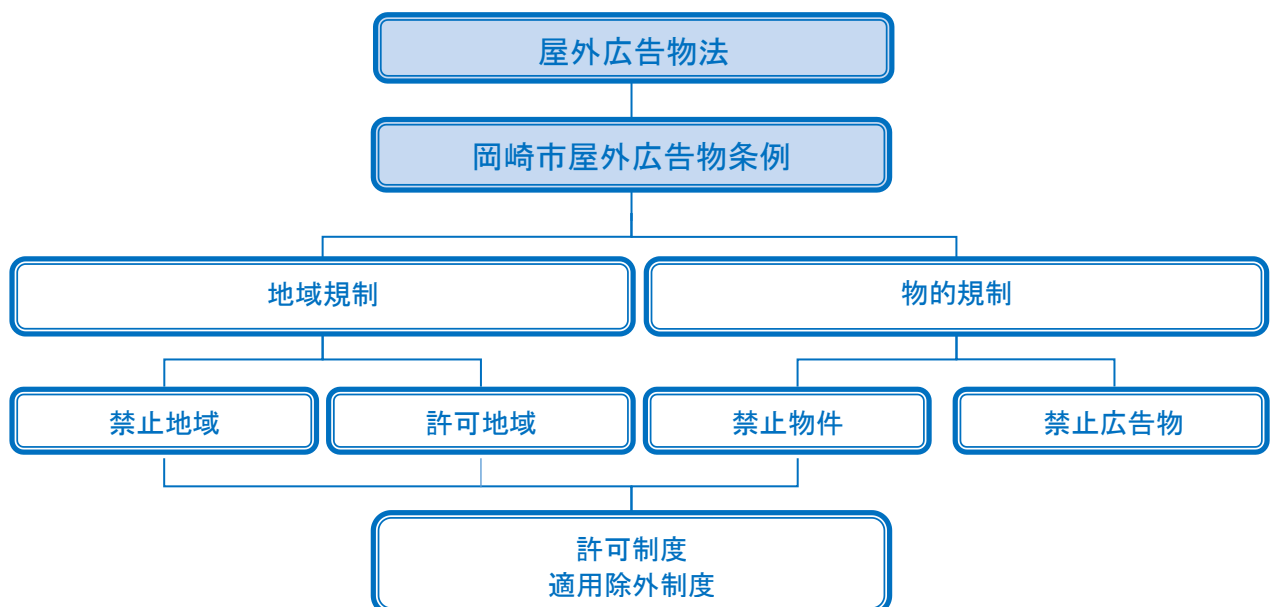 屋外広告物法
岡崎市屋外広告物条例
地域規制
物的規制
禁止地域
許可地域
禁止物件
禁止広告物
許可制度
適用除外制度